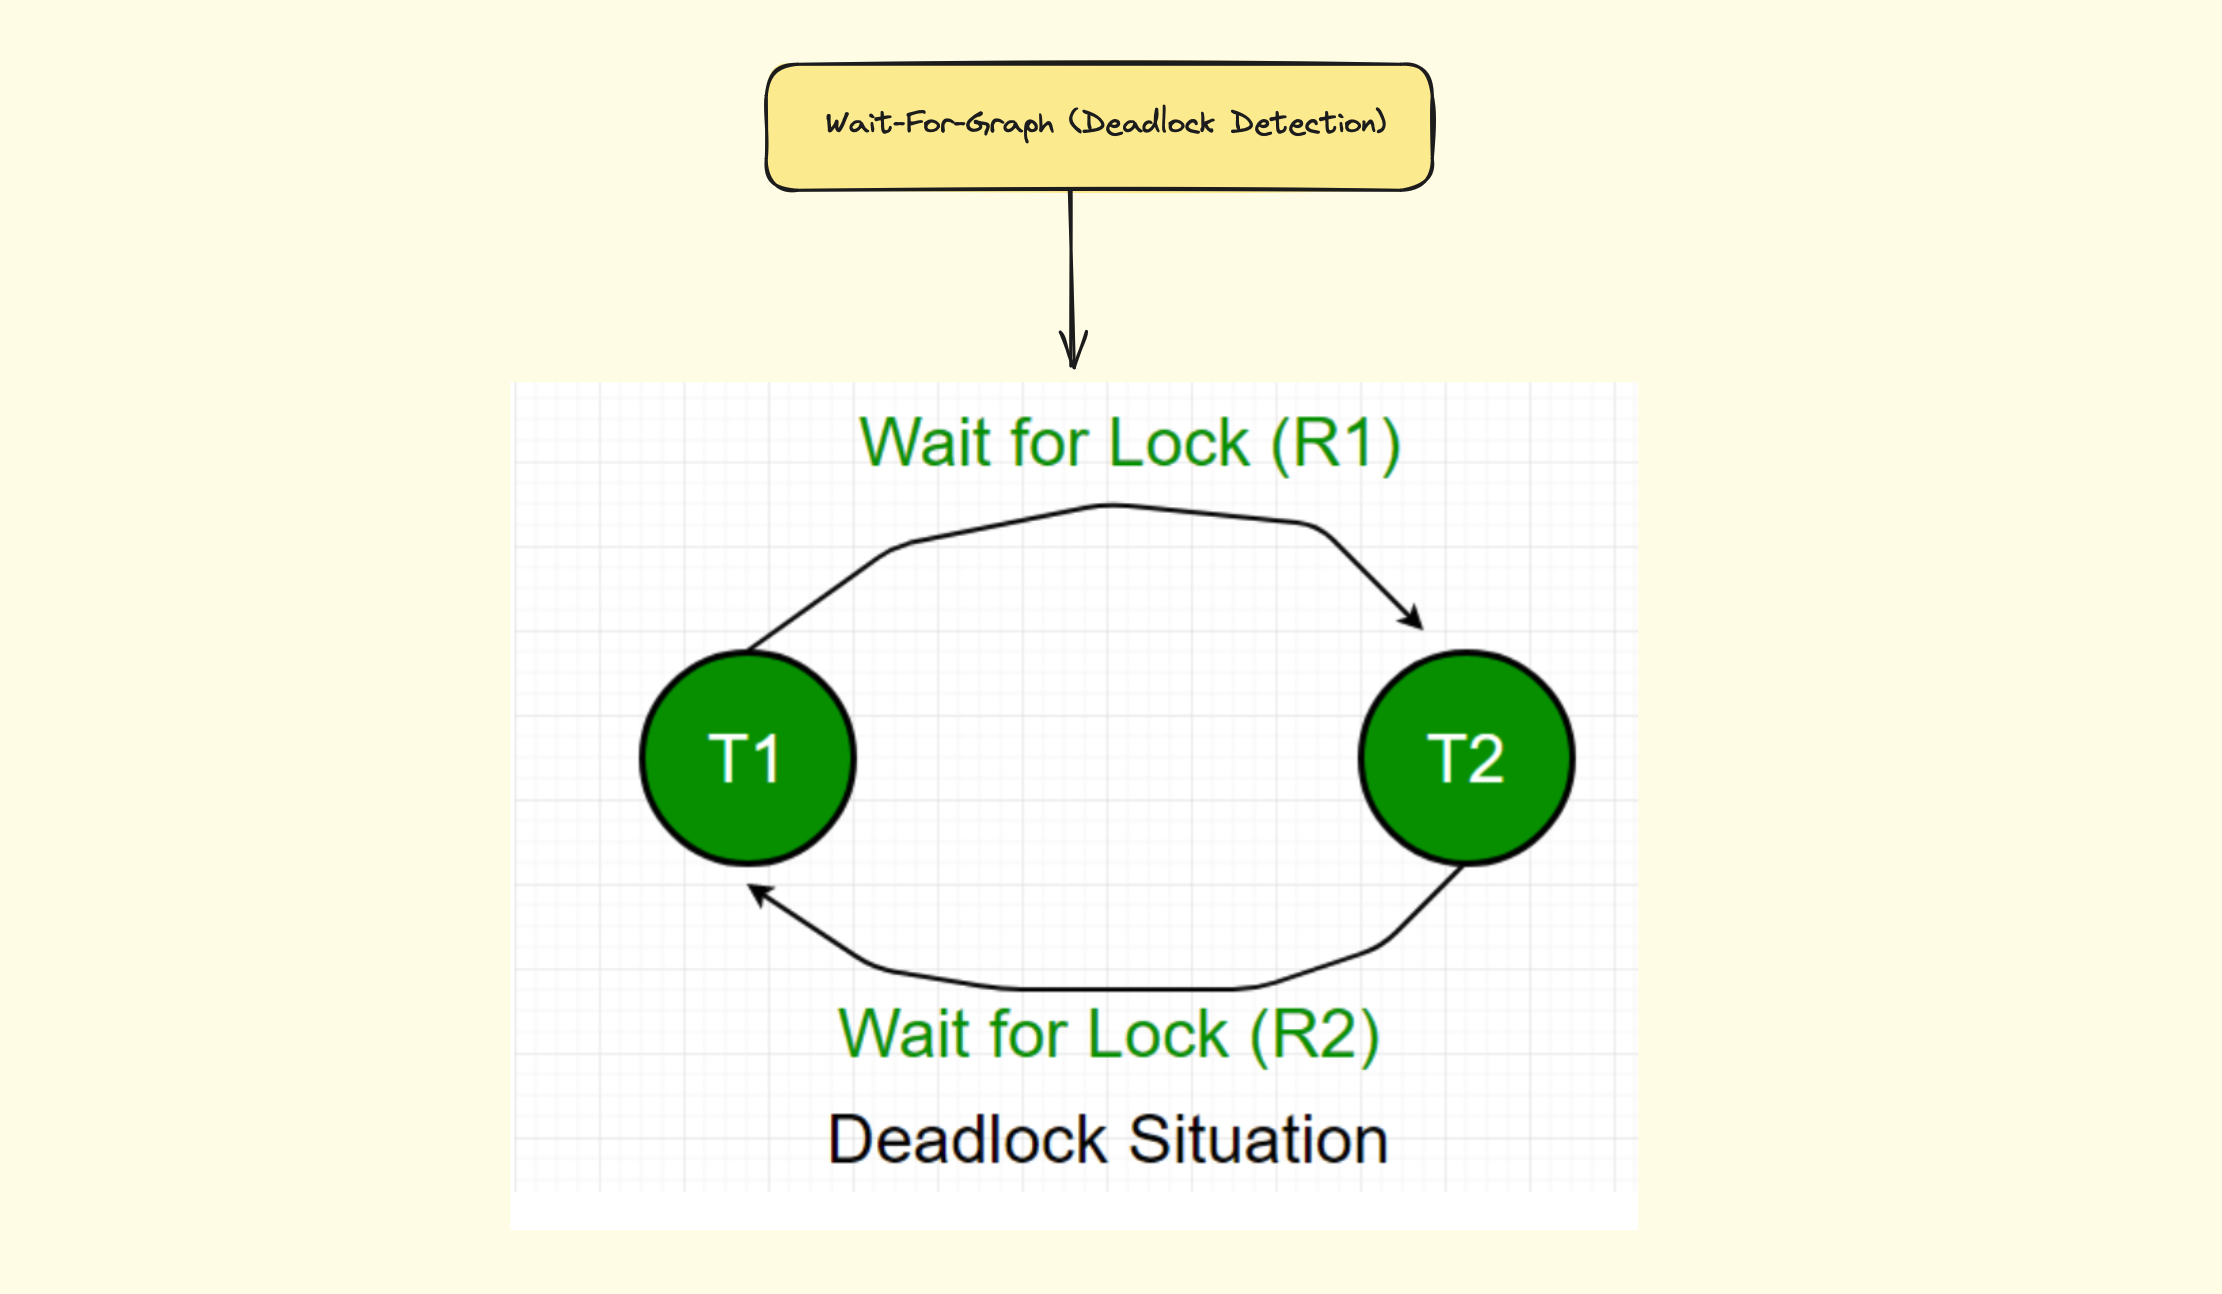 Wait-For-Graph (Deadlock Detection)
Wait for Lock (R1)
T1
T2
Wait for Lock (R2)
Deadlock Situation